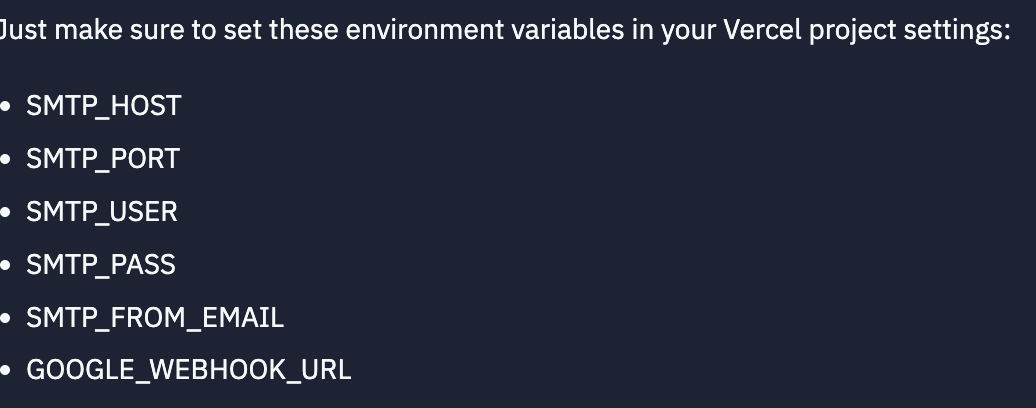 Just make sure to set these environment variables in your Vercel project settings:
• SMTP_HOST
• SMTP_PORT
• SMTP_USER
• SMTP_PASS
• SMTP_FROM_EMAIL
• GOOGLE_WEBHOOK_URL